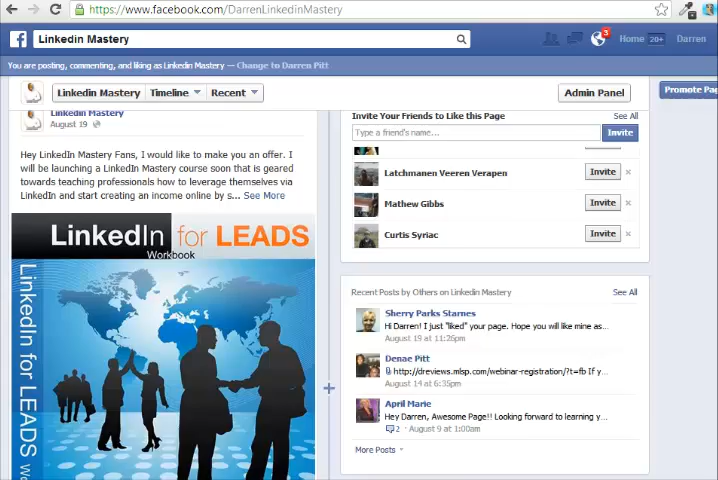 https://www.facebook.com/DarrenLinkedinMastery
Linkedin Mastery
3
Home 20+ Darren
You are posting, commenting, and liking as Linkedin Mastery — Change to Darren Pitt
Linkedin Mastery Timeline Recent Admin Panel
Promote Pag
Linkedin Mastery
August 19
Hey LinkedIn Mastery Fans, I would like to make you an offer. I
will be launching a LinkedIn Mastery course soon that is geared
towards teaching professionals how to leverage themselves via
LinkedIn and start creating an income online by s... See More
LinkedIn for LEADS
Workbook
LinkedIn for LEADS
Invite Your Friends to Like this Page See All
Type a friend's name... Invite
Latchmanen Veeren Verapen Invite
Mathew Gibbs Invite
Curtis Syriac Invite
Recent Posts by Others on Linkedin Mastery See All
Sherry Parks Starnes
Hi Darren! I just "liked" your page. Hope you will like mine as...
August 19 at 11:26pm
Denae Pitt
http://dreviews.mlsp.com/webinar-registration/?t=fb If y...
August 14 at 6:35pm
April Marie
Hey Darren, Awesome Page!! Looking forward to learning y...
2 · August 9 at 1:00am
More Posts